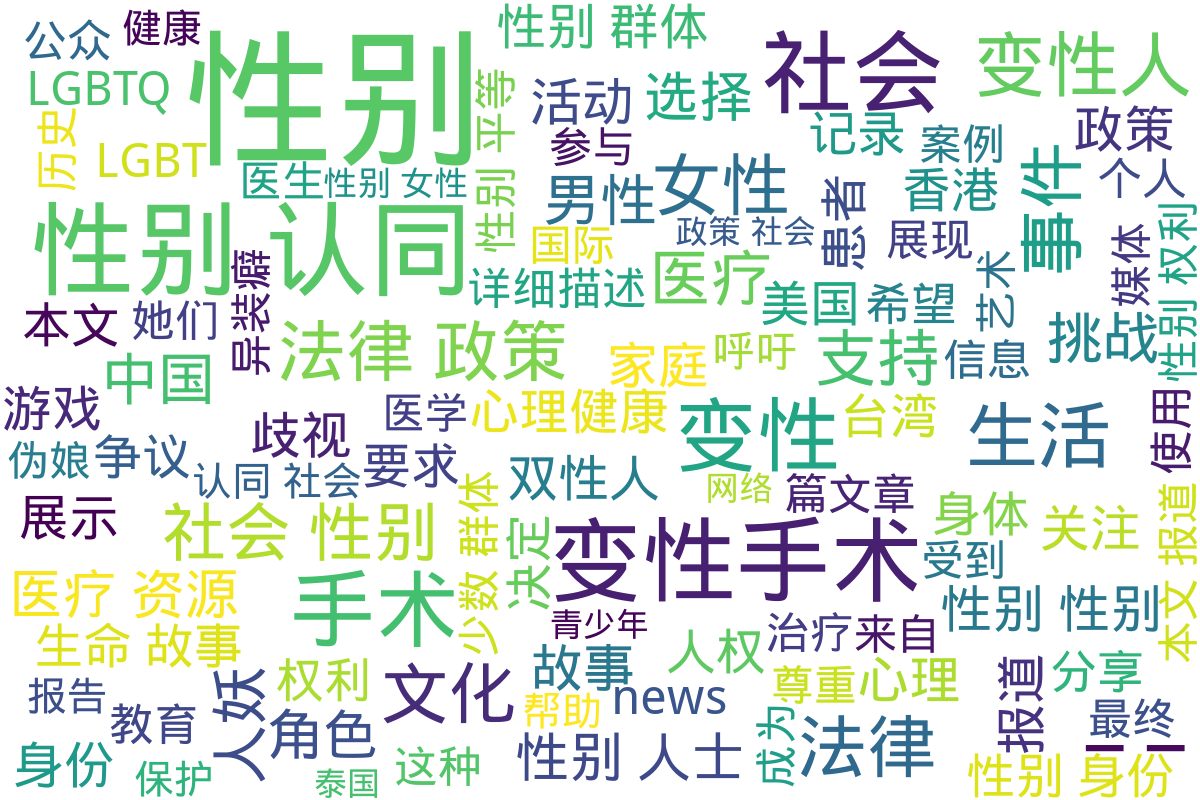 公众
健康
性别 群体
性别
社会
变性人
LGBTQ
平等
活动
选择
历史
LGBT
参与
记录
案例
政策
医生
性别 女性
性别
男性
女性
患者
香港
事件
个人
性别 认同
国际
政策 社会
展现
媒体
性别 权利
异装癖
详细描述
医疗
美国
希望
艺术
本文
她们
法律 政策
家庭
呼吁
支持
信息
挑战
中国
游戏
歧视
医学
心理健康
变性
台湾
生活
使用
伪娘
争议
认同 社会
要求
双性人
网络
篇文章
展示
社会 性别
少数 群体
决定
变性手术
身体
关注
本文 报道
受到
医疗 资源
手术
性别 性别
生命 故事
青少年
人权
治疗
来自
报告
人妖
权利
文化
故事
尊重
心理
报道
分享
教育
角色
帮助
news
最终
身份
保护
泰国
这种
性别 人士
成为
法律
性别 身份